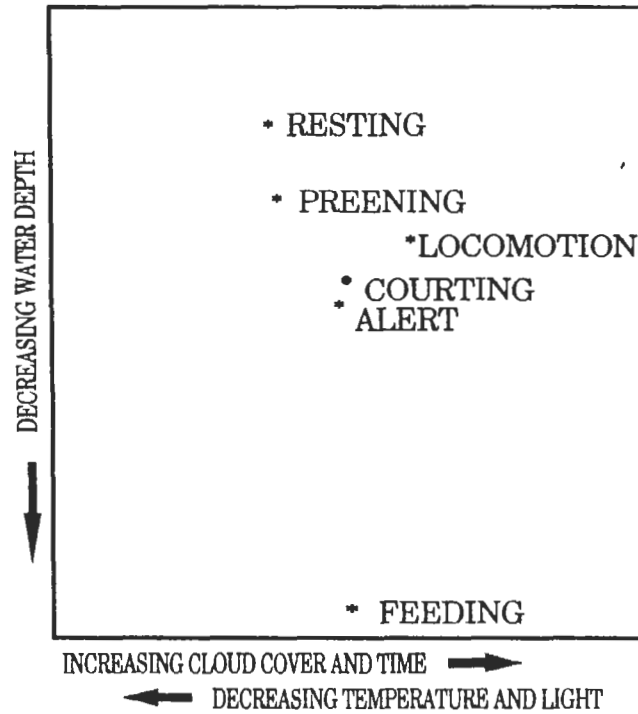 RESTING
PREENING
LOCOMOTION
COURTING
ALERT
FEEDING
DECREASING WATER DEPTH
INCREASING CLOUD COVER AND TIME
DECREASING TEMPERATURE AND LIGHT